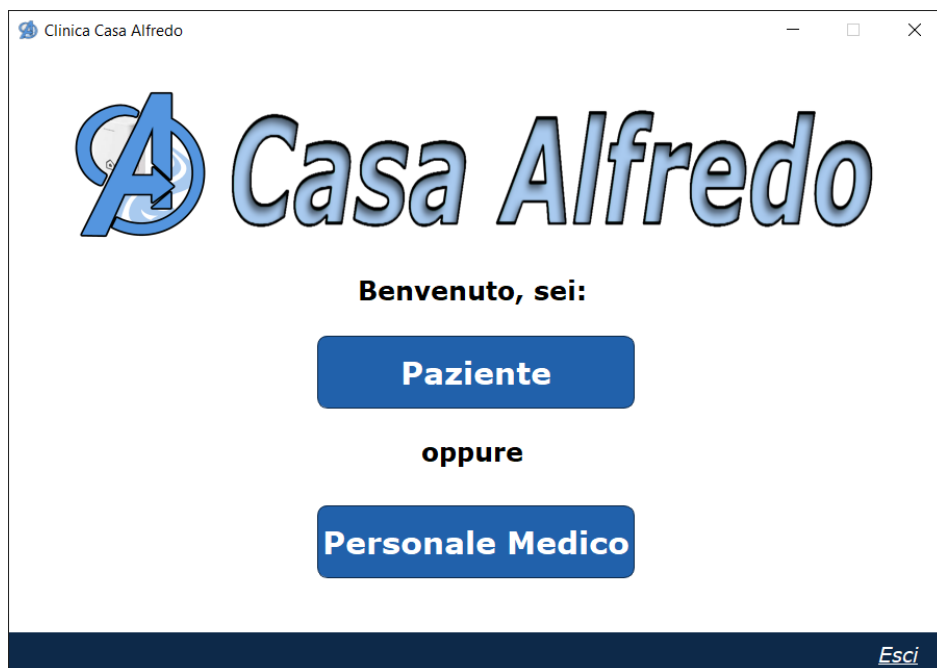 Clinica Casa Alfredo
Casa Alfredo
Benvenuto, sei:
Paziente
oppure
Personale Medico
Esci